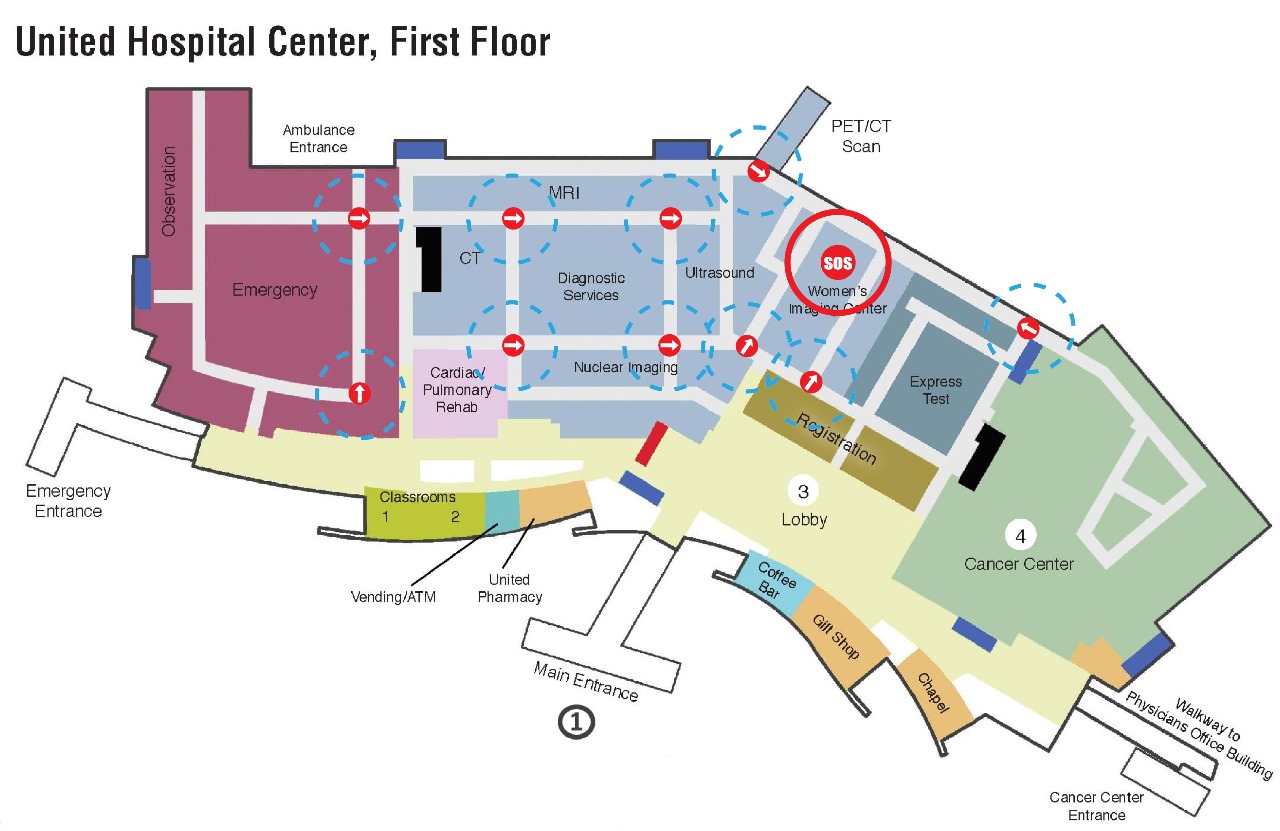 United Hospital Center, First Floor
Ambulance
Entrance
PET/CT
Scan
Observation
MRI
SOS
CT
Ultrasound
Diagnostic
Services
Emergency
Women's
Imaging Center
Nuclear Imaging
Cardiac/
Pulmonary
Rehab
Express
Test
Registration
Emergency
Entrance
Classrooms
1 2
3
Lobby
4
Cancer Center
Vending/ATM
United
Pharmacy
Coffee
Bar
Gift Shop
Chapel
Main Entrance
1
Walkway to
Physicians Office Building
Cancer Center
Entrance